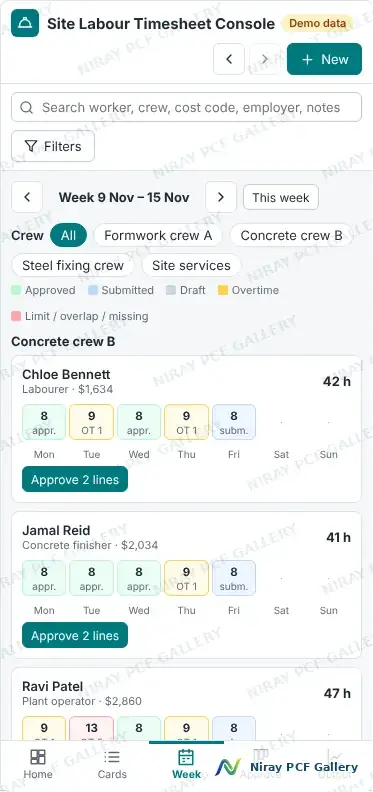 Site Labour Timesheet Console Demo data
+ New
Search worker, crew, cost code, employer, notes
Filters
Week 9 Nov – 15 Nov This week
Crew All Formwork crew A Concrete crew B
Steel fixing crew Site services
Approved Submitted Draft Overtime
Limit / overlap / missing
Concrete crew B
Chloe Bennett 42 h
Labourer · $1,634
8 9 8 9 8
appr. OT 1 appr. OT 1 subm. . .
Mon Tue Wed Thu Fri Sat Sun
Approve 2 lines
Jamal Reid 41 h
Concrete finisher · $2,034
8 8 8 9 8
appr. appr. appr. OT 1 subm. . .
Mon Tue Wed Thu Fri Sat Sun
Approve 2 lines
Ravi Patel 47 h
Plant operator · $2,860
9 13 8 9 8
Home Cards Week
Niray PCF Gallery
NIRAY PCF GALLERY